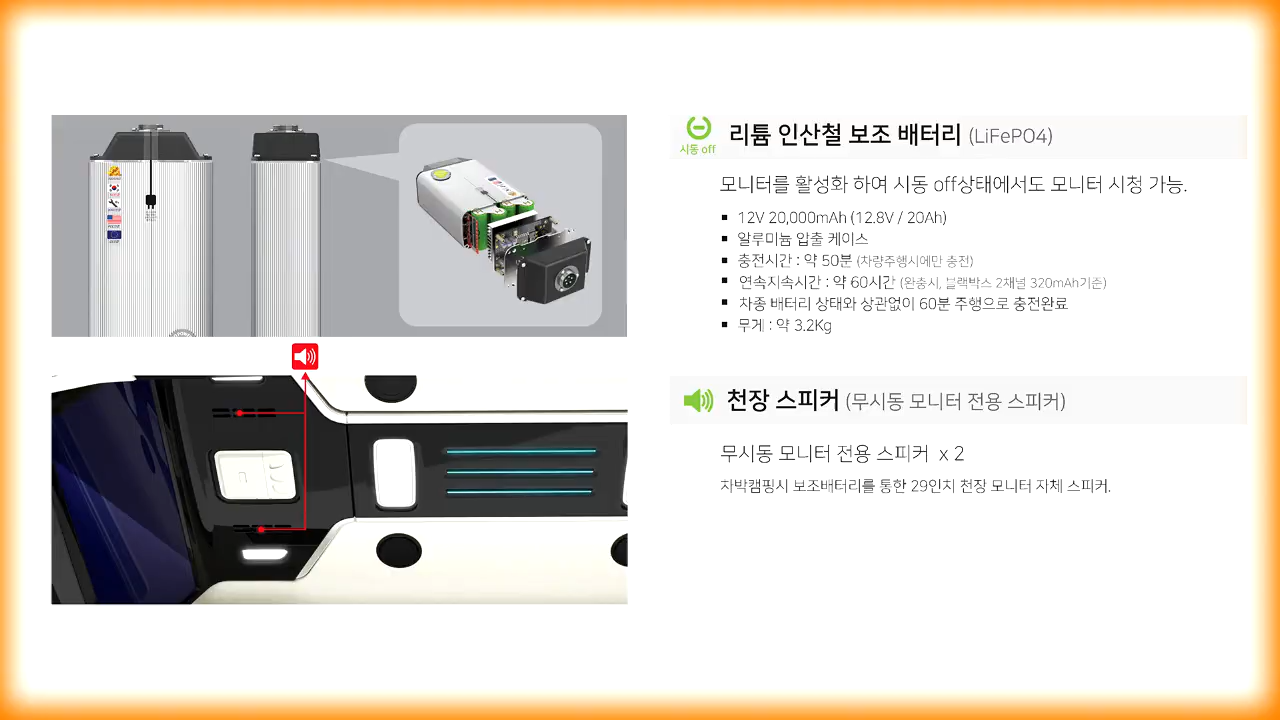 시동 off
리튬 인산철 보조 배터리 (LiFePO4)
모니터를 활성화 하여 시동 off상태에서도 모니터 시청 가능.
▪ 12V 20,000mAh (12.8V / 20Ah)
▪ 알루미늄 압출 케이스
▪ 충전시간 : 약 50분 (차량주행시에만 충전)
▪ 연속지속시간 : 약 60시간 (완충시, 블랙박스 2채널 320mAh기준)
▪ 차종 배터리 상태와 상관없이 60분 주행으로 충전완료
▪ 무게 : 약 3.2Kg
천장 스피커 (무시동 모니터 전용 스피커)
무시동 모니터 전용 스피커 x 2
차박캠핑시 보조배터리를 통한 29인치 천장 모니터 자체 스피커.